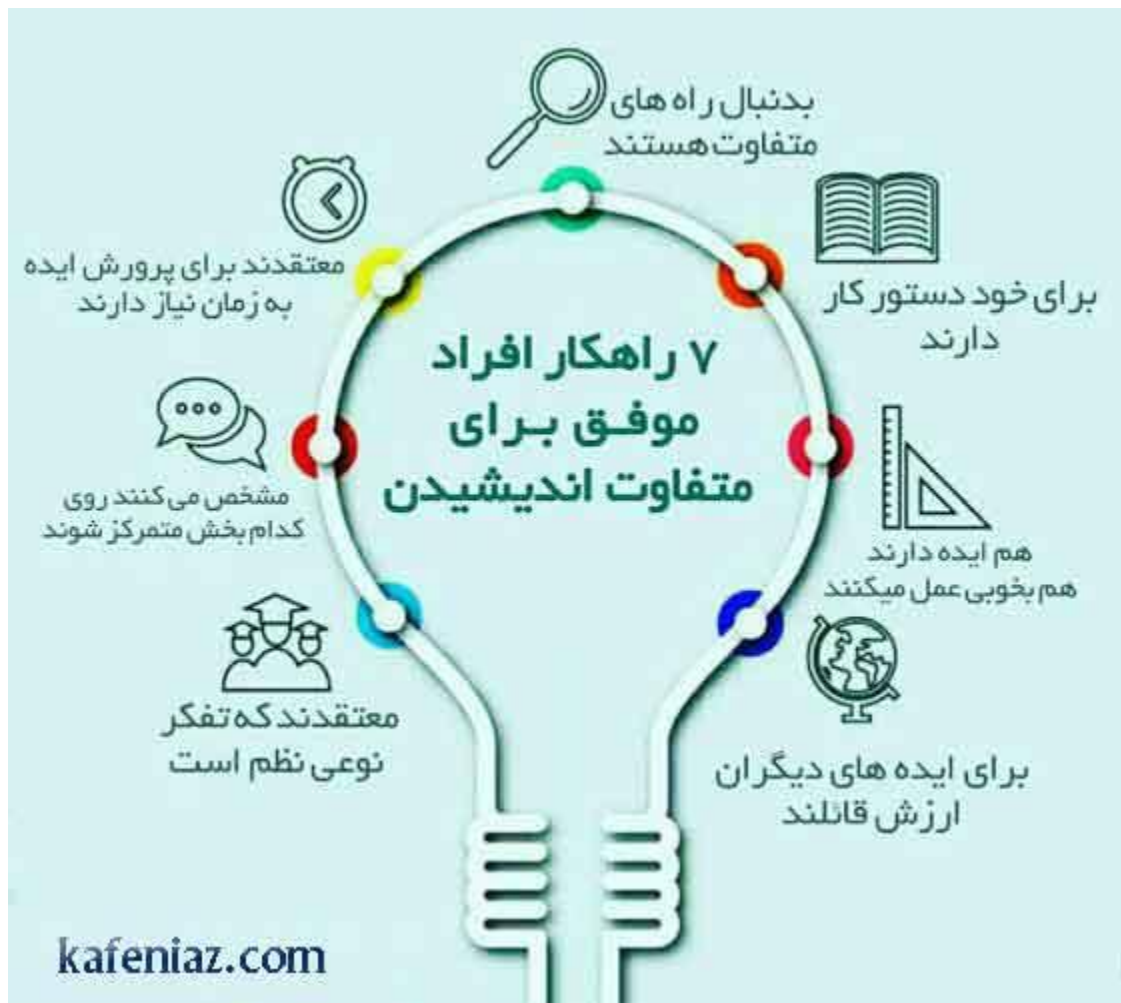 ۷ راهکار افراد
موفق برای
متفاوت اندیشیدن
بدنبال راه های
متفاوت هستند
برای خود دستور کار
دارند
هم ایده دارند
هم بخوبی عمل میکنند
برای ایده های دیگران
ارزش قائلند
معتقدند برای پرورش ایده
به زمان نیاز دارند
مشخص می کنند روی
کدام بخش متمرکز شوند
معتقدند که تفکر
نوعی نظم است
kafeniaz.com